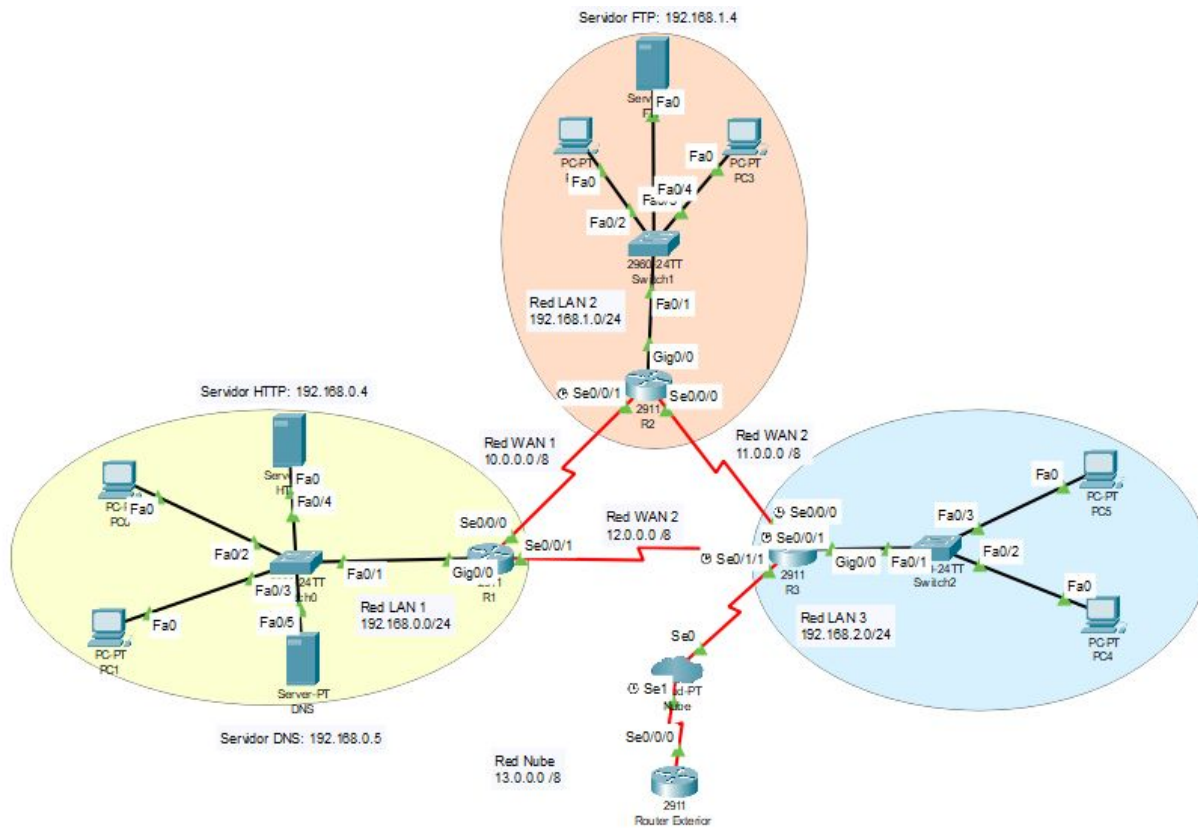 Servidor FTP: 192.168.1.4
Fa0
PC-PT
Fa0
Fa0
PC-PT
PC3
Fa0/4
Fa0/2
Switch1
Red LAN 2
192.168.1.0/24
Fa0/1
Gig0/0
Se0/0/1
Se0/0/0
2911
R2
Servidor HTTP: 192.168.0.4
Red WAN 1
10.0.0.0 /8
Red WAN 2
11.0.0.0 /8
Fa0
Fa0/4
Fa0
Fa0/2
Fa0/3
24TT
Fa0/1
Gig0/0
Se0/0/0
Se0/0/1
R1
Red WAN 2
12.0.0.0 /8
Se0/0/0
Se0/0/1
Se0/1/1
2911
R3
Gig0/0
Fa0/1
Fa0/3
Fa0/2
-24TT
Switch2
Fa0
PC-PT
PC5
Fa0
PC-PT
PC4
Fa0
PC-PT
PC1
Fa0/5
Red LAN 1
192.168.0.0/24
Server-PT
DNS
Servidor DNS: 192.168.0.5
Red LAN 3
192.168.2.0/24
Se0
Se1
d-PT
Nube
Red Nube
13.0.0.0 /8
Se0/0/0
2911
Router Exterior